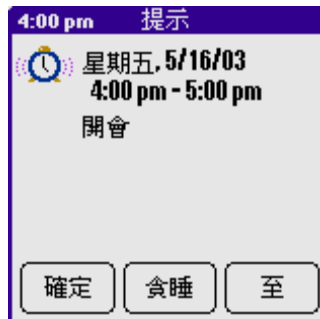 4:00 pm 提示
星期五, 5/16/03
4:00 pm - 5:00 pm
開會
確定 貪睡 至